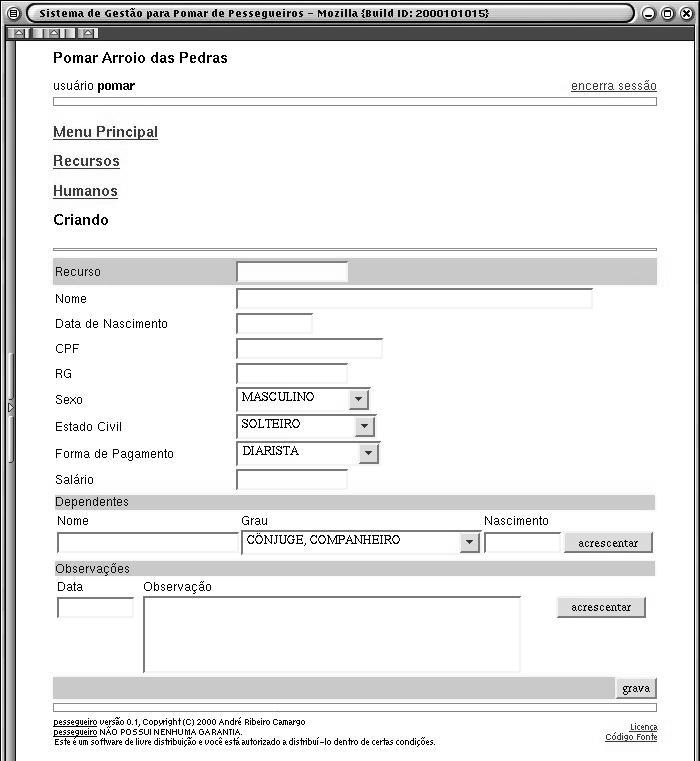 Sistema de Gestão para Pomar de Pessegueiros - Mozilla {Build ID: 2000101015}
Pomar Arroio das Pedras
usuário pomar encerra sessão
Menu Principal
Recursos
Humanos
Criando
Recurso
Nome
Data de Nascimento
CPF
RG
Sexo MASCULINO
Estado Civil SOLTEIRO
Forma de Pagamento DIARISTA
Salário
Dependentes
Nome Grau Nascimento
CÔNJUGE, COMPANHEIRO acrescentar
Observações
Data Observação
acrescentar
grava
pessegueiro versão 0.1, Copyright (C) 2000 André Ribeiro Camargo
pessegueiro NÃO POSSUI NENHUMA GARANTIA.
Este é um software de livre distribuição e você está autorizado a distribuí-lo dentro de certas condições.
Licença
Código Fonte